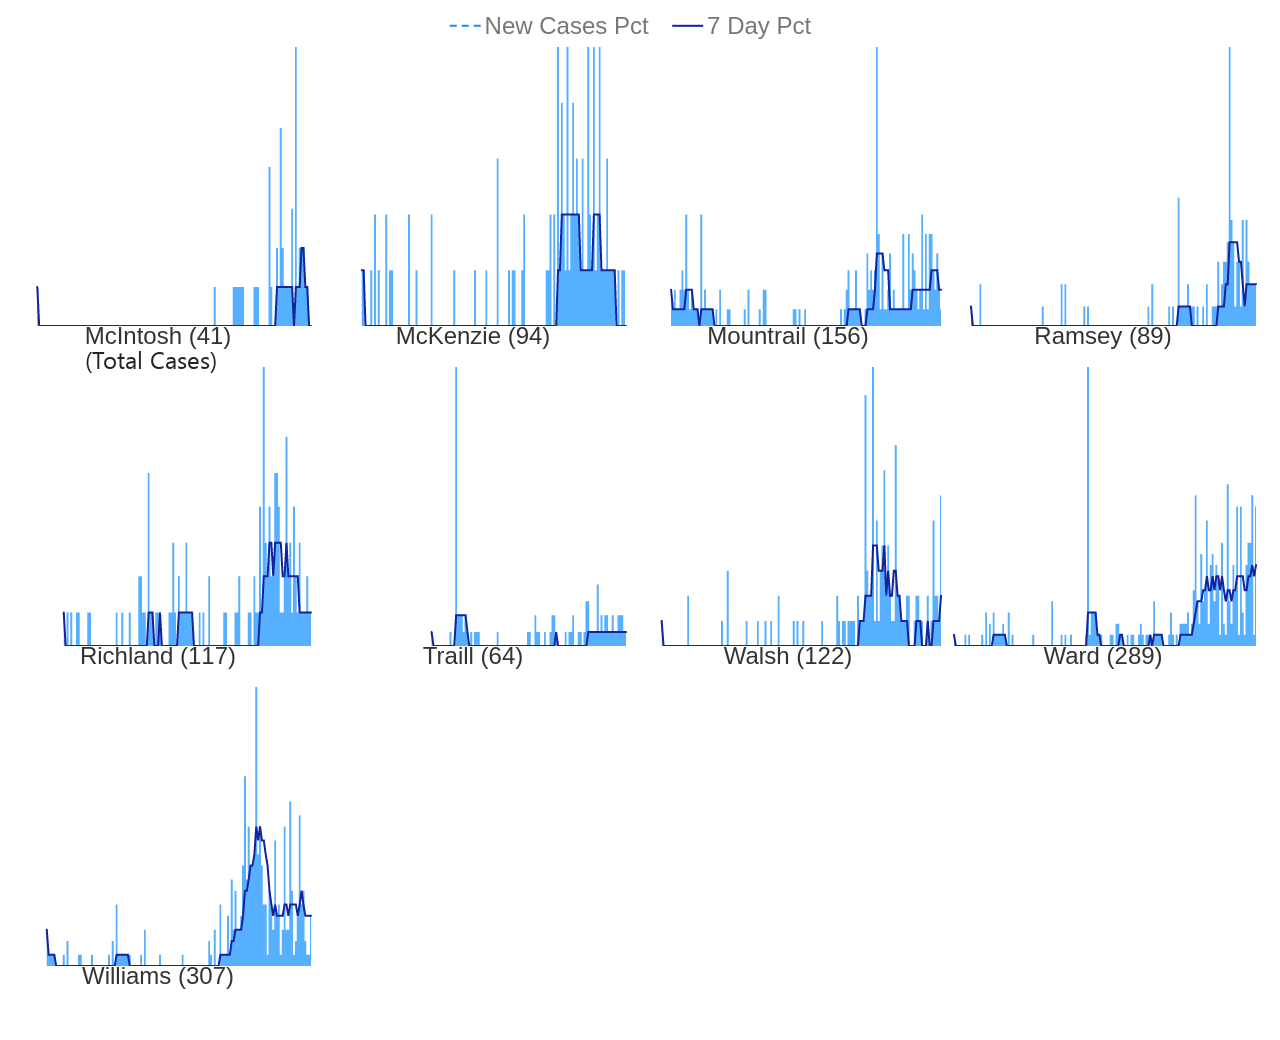 New Cases Pct 7 Day Pct
McIntosh (41)
(Total Cases)
McKenzie (94)
Mountrail (156)
Ramsey (89)
Richland (117)
Traill (64)
Walsh (122)
Ward (289)
Williams (307)